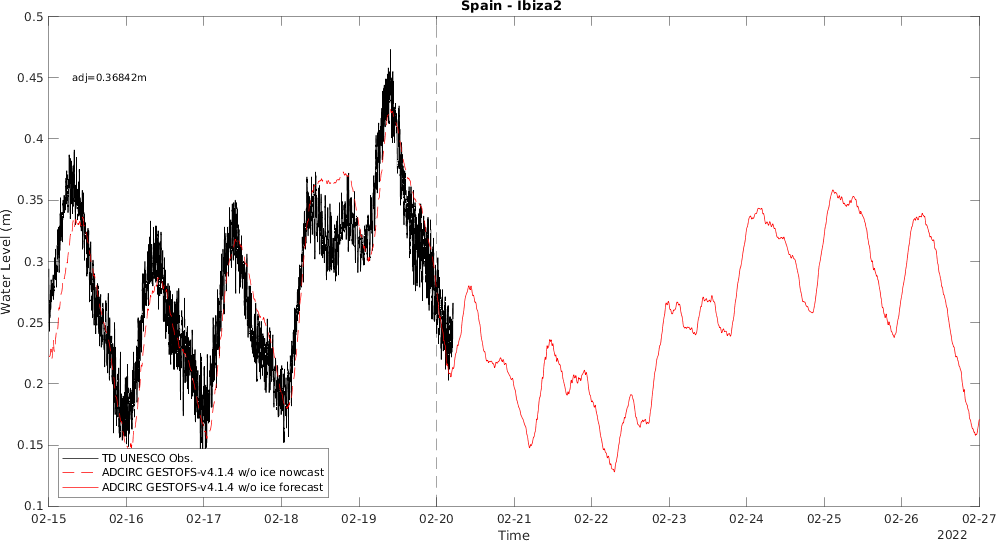 Spain - Ibiza2
0.5
0.45
0.4
0.35
0.3
0.25
0.2
0.15
0.1
Water Level (m)
adj=0.36842m
TD UNESCO Obs.
ADCIRC GESTOFS-v4.1.4 w/o ice nowcast
ADCIRC GESTOFS-v4.1.4 w/o ice forecast
02-15 02-16 02-17 02-18 02-19 02-20 02-21 02-22 02-23 02-24 02-25 02-26 02-27
Time
2022